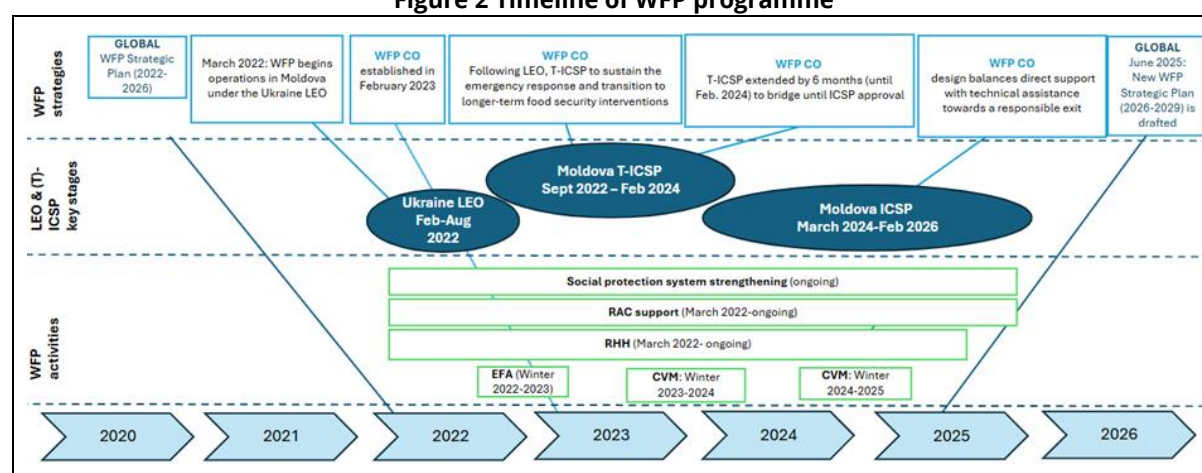 Figure 2 Timeline of WFP programme
WFP
strategies
GLOBAL
WFP Strategic
Plan (2022-
2026)
March 2022: WFP begins
operations in Moldova
under the Ukraine LEO
WFP CO
established in
February 2023
WFP CO
Following LEO, T-ICSP to sustain the
emergency response and transition to
longer-term food security interventions
WFP CO
T-ICSP extended by 6 months (until
Feb. 2024) to bridge until ICSP approval
WFP CO
design balances direct support
with technical assistance
towards a responsible exit
GLOBAL
June 2025:
New WFP
Strategic Plan
(2026-2029) is
drafted
LEO & (T)-
ICSP
key stages
Ukraine LEO
Feb-Aug
2022
Moldova T-ICSP
Sept 2022 – Feb 2024
Moldova ICSP
March 2024-Feb 2026
WFP
activities
Social protection system strengthening (ongoing)
RAC support (March 2022-ongoing)
RHH (March 2022- ongoing)
EFA (Winter
2022-2023)
CVM: Winter
2023-2024
CVM: Winter
2024-2025
2020
2021
2022
2023
2024
2025
2026